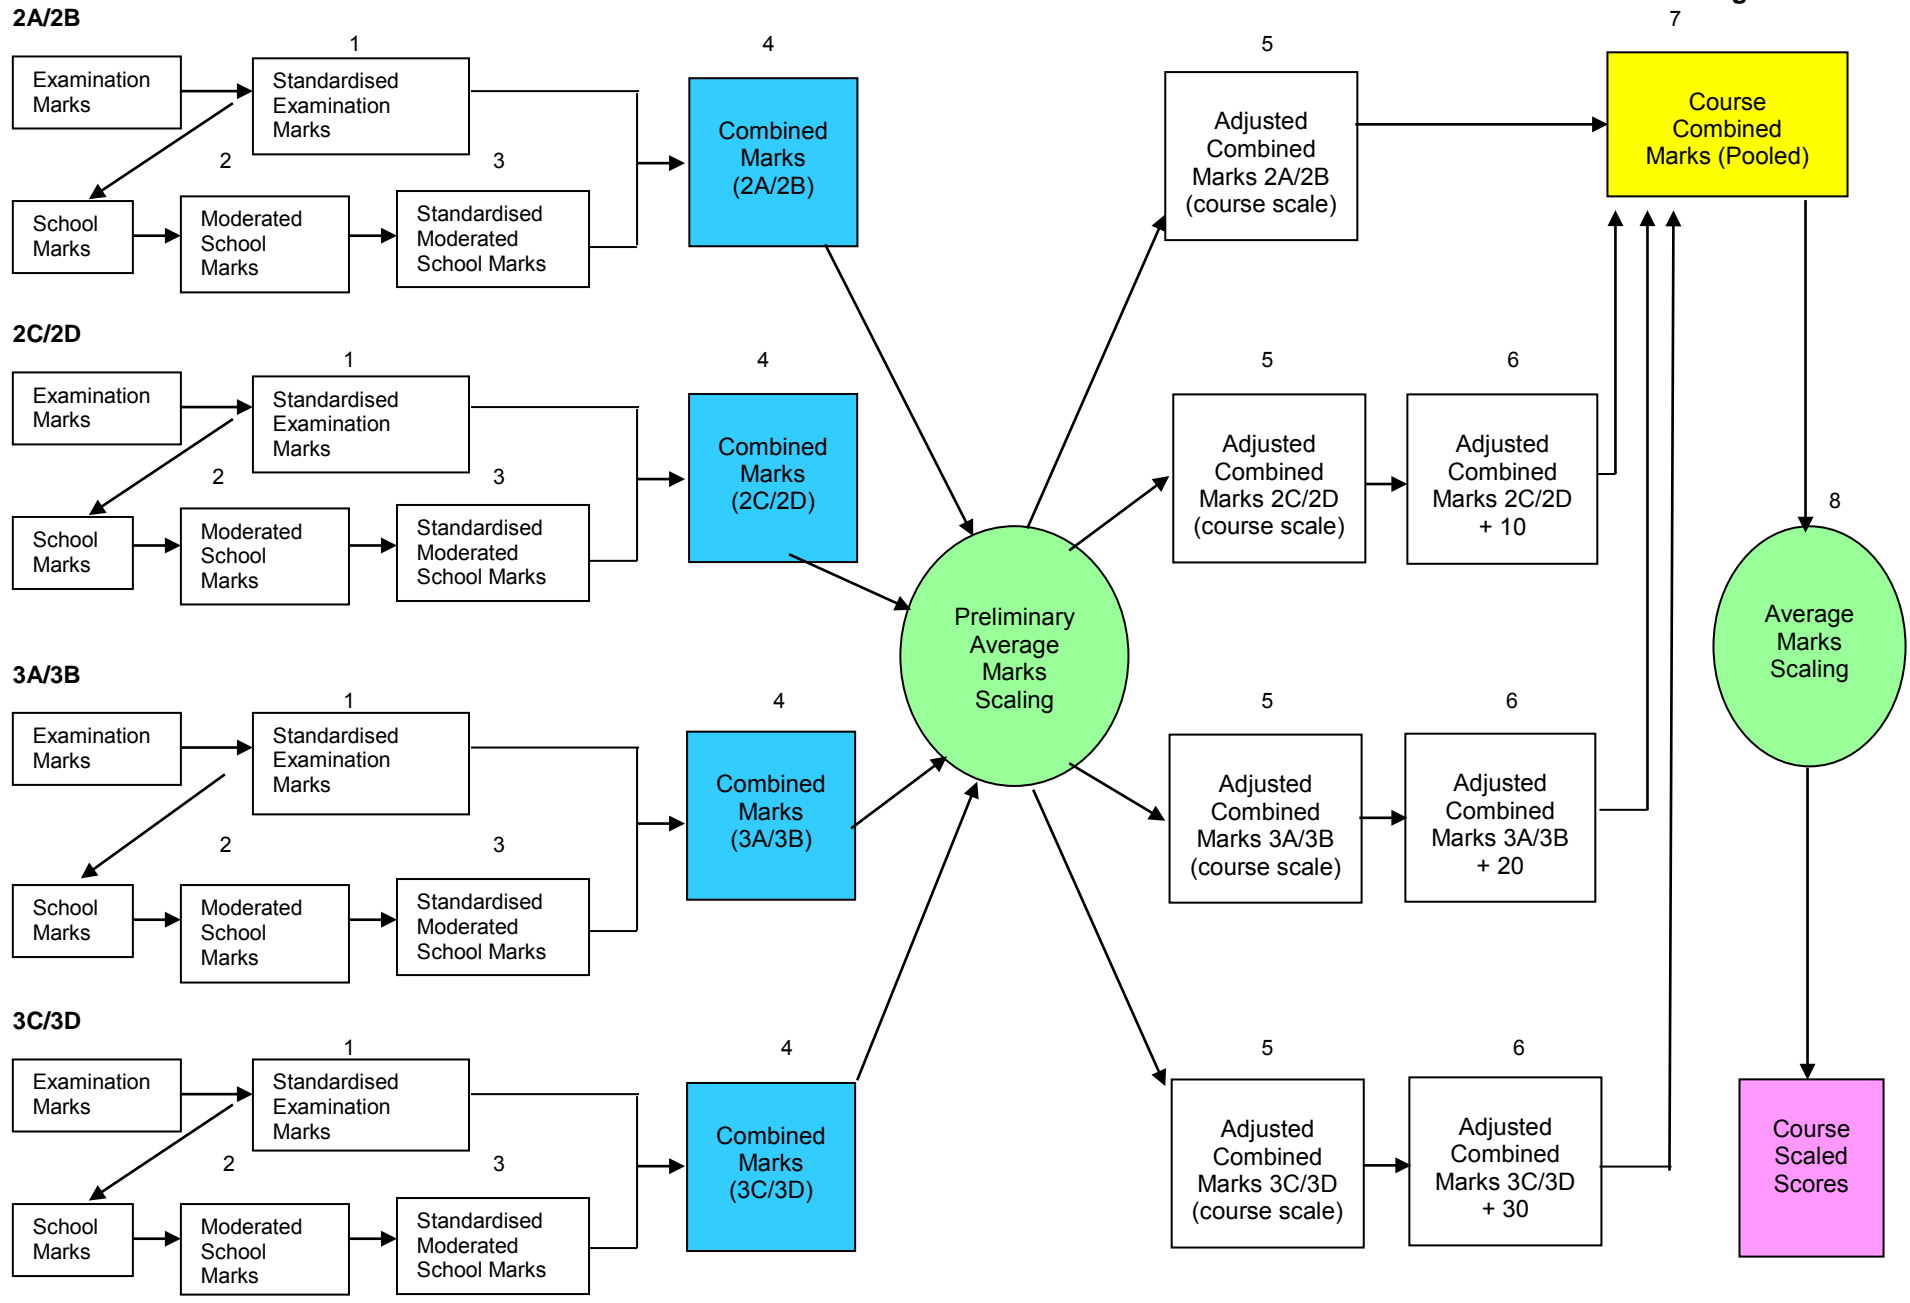 2A/2B
1
4
5
7
Examination
Marks
Standardised
Examination
Marks
2
3
School
Marks
Moderated
School
Marks
Standardised
Moderated
School Marks
Combined
Marks
(2A/2B)
Adjusted
Combined
Marks 2A/2B
(course scale)
Course
Combined
Marks (Pooled)
2C/2D
1
4
5
6
Examination
Marks
Standardised
Examination
Marks
2
3
School
Marks
Moderated
School
Marks
Standardised
Moderated
School Marks
Combined
Marks
(2C/2D)
Adjusted
Combined
Marks 2C/2D
(course scale)
Adjusted
Combined
Marks 2C/2D
+ 10
8
Preliminary
Average
Marks
Scaling
Average
Marks
Scaling
3A/3B
1
4
5
6
Examination
Marks
Standardised
Examination
Marks
2
3
School
Marks
Moderated
School
Marks
Standardised
Moderated
School Marks
Combined
Marks
(3A/3B)
Adjusted
Combined
Marks 3A/3B
(course scale)
Adjusted
Combined
Marks 3A/3B
+ 20
3C/3D
1
4
5
6
Examination
Marks
Standardised
Examination
Marks
2
3
School
Marks
Moderated
School
Marks
Standardised
Moderated
School Marks
Combined
Marks
(3C/3D)
Adjusted
Combined
Marks 3C/3D
(course scale)
Adjusted
Combined
Marks 3C/3D
+ 30
Course
Scaled
Scores